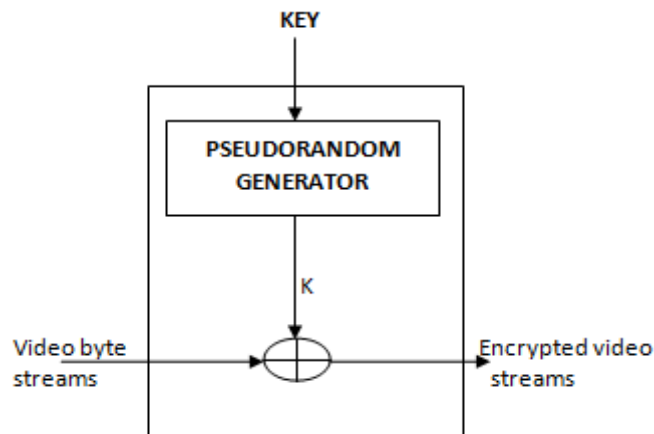 KEY
PSEUDORANDOM
GENERATOR
K
Video byte
streams
Encrypted video
streams